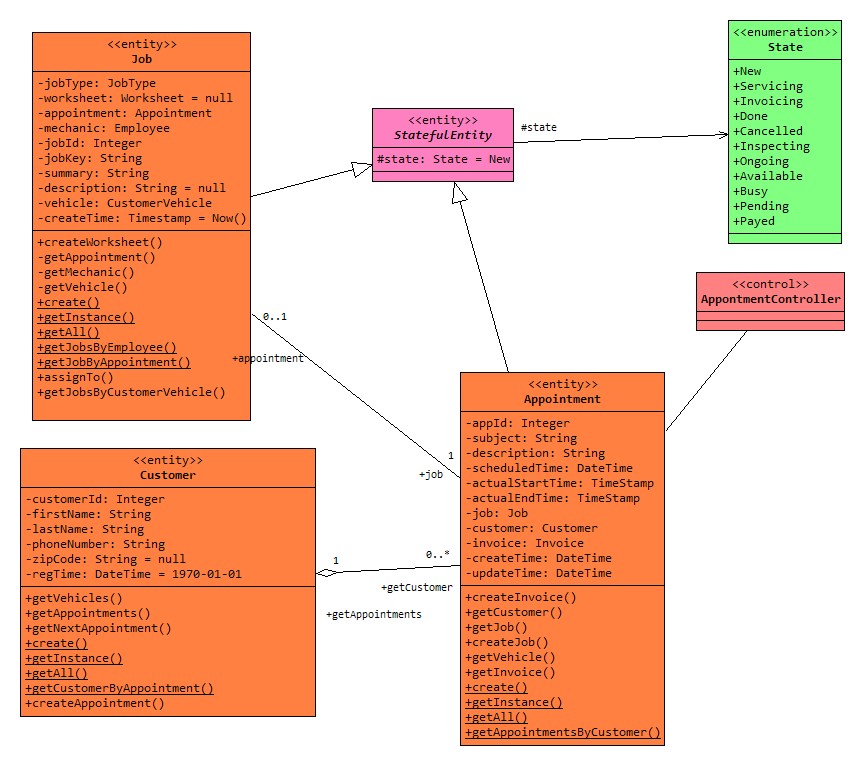 <<entity>>
Job
-jobType: JobType
-worksheet: Worksheet = null
-appointment: Appointment
-mechanic: Employee
-jobId: Integer
-jobKey: String
-summary: String
-description: String = null
-vehicle: CustomerVehicle
-createTime: Timestamp = Now()
+createWorksheet()
-getAppointment()
-getMechanic()
-getVehicle()
+create()
+getInstance()
+getAll()
+getJobsByEmployee()
+getJobByAppointment()
+assignTo()
+getJobsByCustomerVehicle()
<<entity>>
StatefulEntity
#state: State = New
#state
<<enumeration>>
State
+New
+Servicing
+Invoicing
+Done
+Cancelled
+Inspecting
+Ongoing
+Available
+Busy
+Pending
+Payed
<<control>>
AppontmentController
0..1
+appointment
1
+job
<<entity>>
Appointment
-appId: Integer
-subject: String
-description: String
-scheduledTime: DateTime
-actualStartTime: TimeStamp
-actualEndTime: TimeStamp
-job: Job
-customer: Customer
-invoice: Invoice
-createTime: DateTime
-updateTime: DateTime
+createInvoice()
+getCustomer()
+getJob()
+createJob()
+getVehicle()
+getInvoice()
+create()
+getInstance()
+getAll()
+getAppointmentsByCustomer()
<<entity>>
Customer
-customerId: Integer
-firstName: String
-lastName: String
-phoneNumber: String
-zipCode: String = null
-regTime: DateTime = 1970-01-01
+getVehicles()
+getAppointments()
+getNextAppointment()
+create()
+getInstance()
+getAll()
+getCustomerByAppointment()
+createAppointment()
1
0..*
+getCustomer
+getAppointments